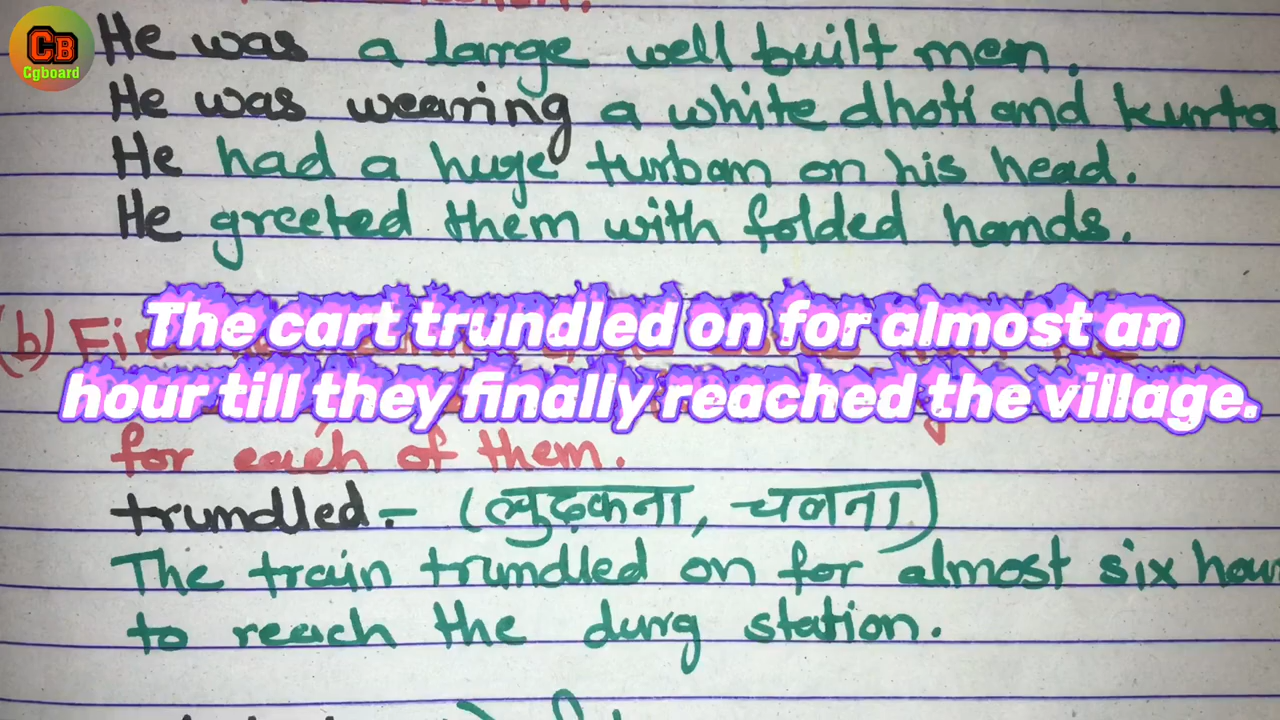 CB
Cgboard
He was a large well built men.
He was wearing a white dhoti and kurta
He had a huge turban on his head.
He greeted them with folded hands.
(b)
The cart trundled on for almost an
hour till they finally reached the village.
for each of them.
trundled - (लुढ़कना, चलना)
The train trundled on for almost six hour
to reach the durg station.